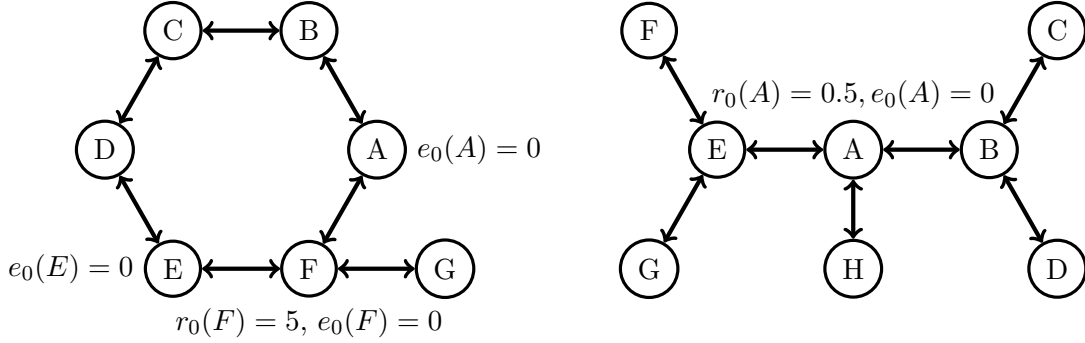 C
B
F
C
r₀(A) = 0.5, e₀(A) = 0
D
A
e₀(A) = 0
E
A
B
e₀(E) = 0
E
F
G
G
H
D
r₀(F) = 5, e₀(F) = 0